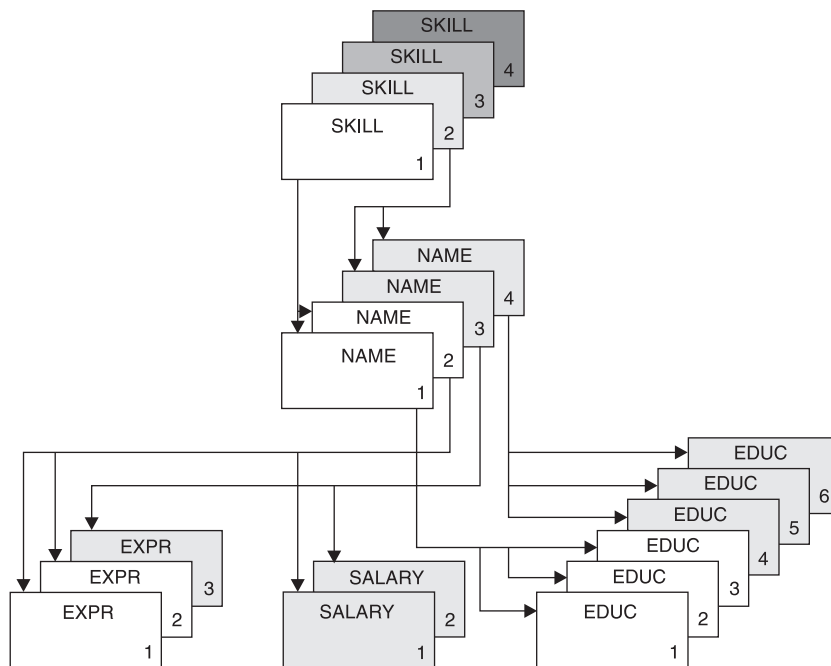 SKILL
4
SKILL
3
SKILL
2
SKILL
1
NAME
4
NAME
3
NAME
2
NAME
1
EDUC
6
EDUC
5
EDUC
4
EDUC
3
EDUC
2
EDUC
1
EXPR
3
EXPR
2
EXPR
1
SALARY
2
SALARY
1